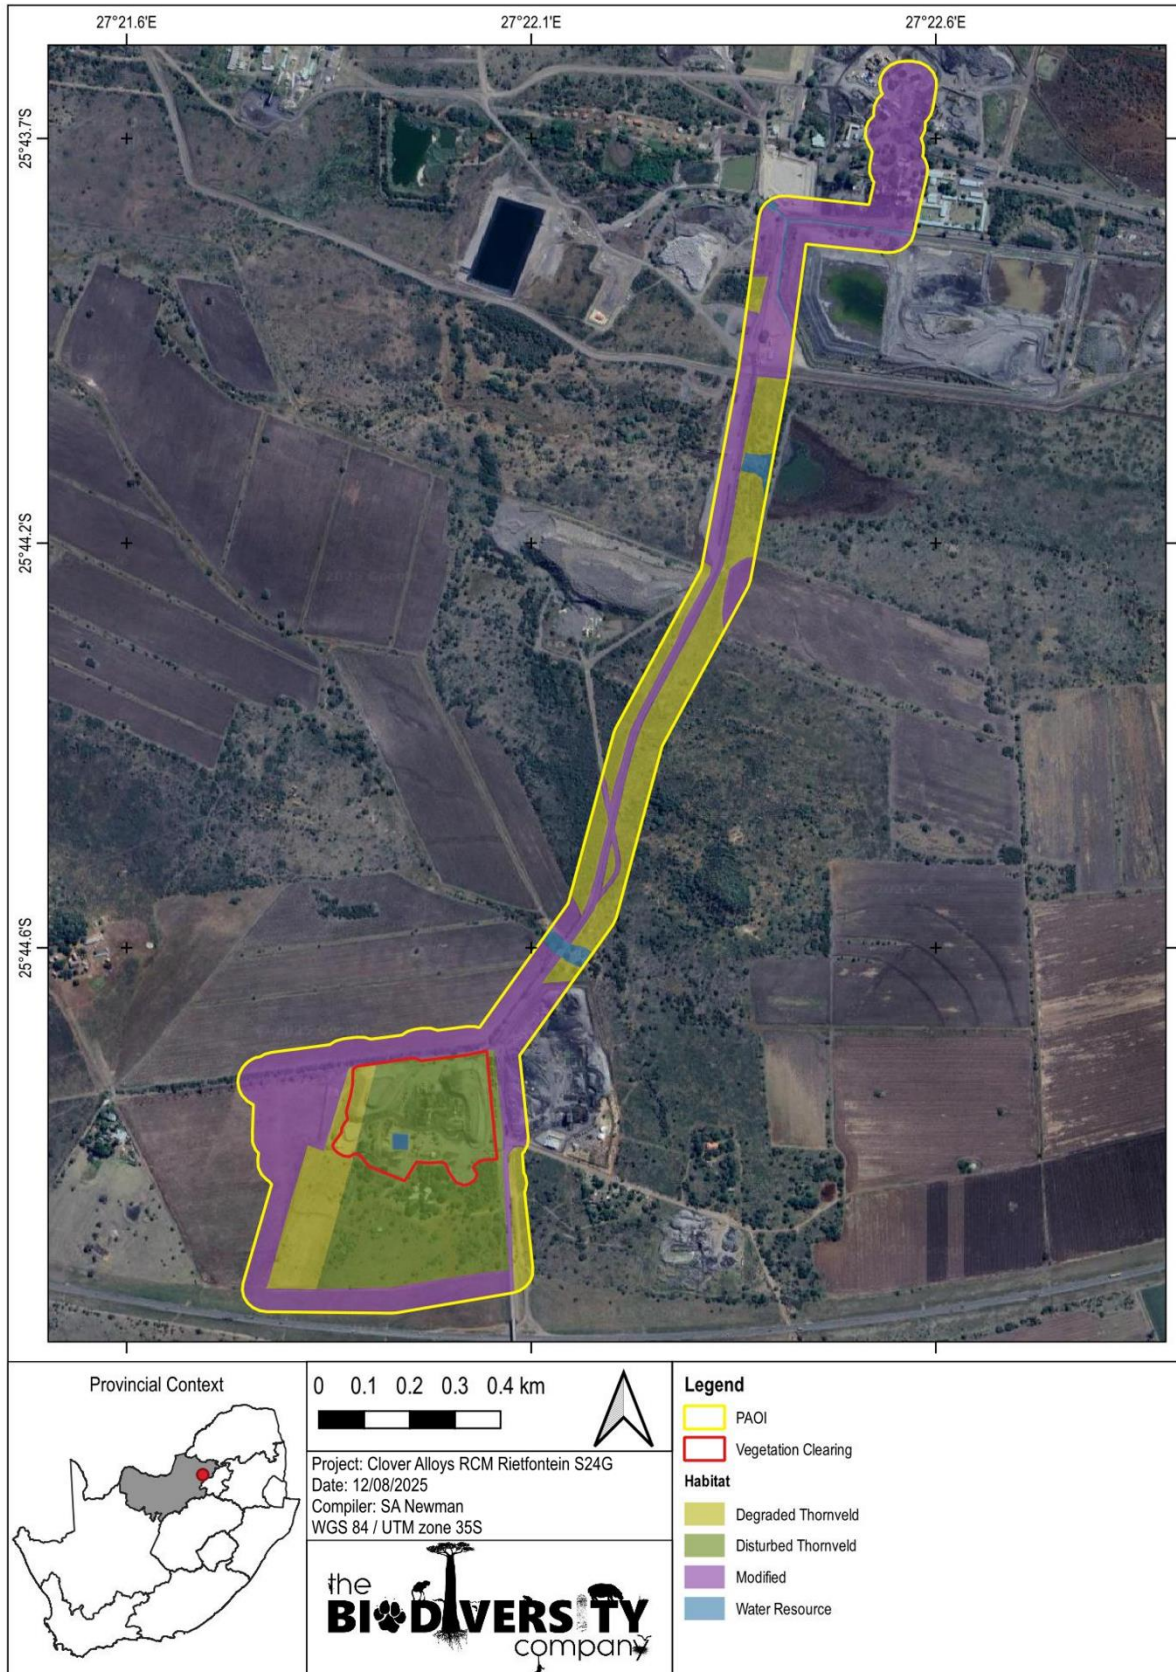 27°21.6'E 27°22.1'E 27°22.6'E
25°43.7'S
25°44.2'S
25°44.6'S
Provincial Context
0 0.1 0.2 0.3 0.4 km
Project: Clover Alloys RCM Rietfontein S24G
Date: 12/08/2025
Compiler: SA Newman
WGS 84 / UTM zone 35S
the
BIODIVERSITY
company
Legend
PAOI
Vegetation Clearing
Habitat
Degraded Thornveld
Disturbed Thornveld
Modified
Water Resource